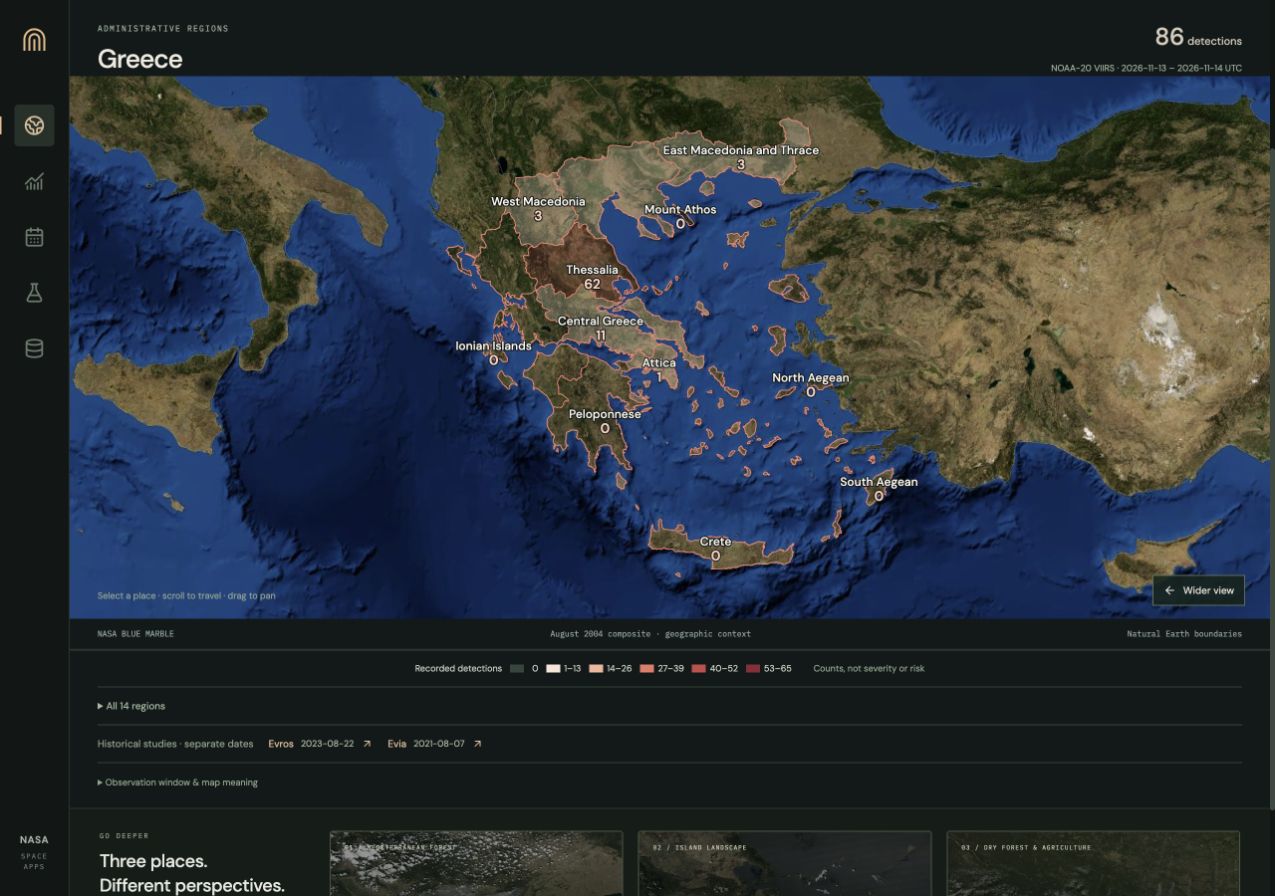 ADMINISTRATIVE REGIONS
Greece
86 detections
NOAA-20 VIIRS · 2026-11-13 – 2026-11-14 UTC
East Macedonia and Thrace
3
West Macedonia
3
Mount Athos
0
Thessalia
62
Central Greece
11
Ionian Islands
0
Attica
1
North Aegean
0
Peloponnese
0
South Aegean
0
Crete
0
Select a place · scroll to travel · drag to pan
← Wider view
NASA BLUE MARBLE
August 2004 composite · geographic context
Natural Earth boundaries
Recorded detections 0 1–13 14–26 27–39 40–52 53–65 Counts, not severity or risk
▶ All 14 regions
Historical studies · separate dates Evros 2023-08-22 ↗ Evia 2021-08-07 ↗
▶ Observation window & map meaning
NASA
SPACE
APPS
GO DEEPER
Three places.
Different perspectives.
01 / MEDITERRANEAN FOREST
02 / ISLAND LANDSCAPE
03 / DRY FOREST & AGRICULTURE